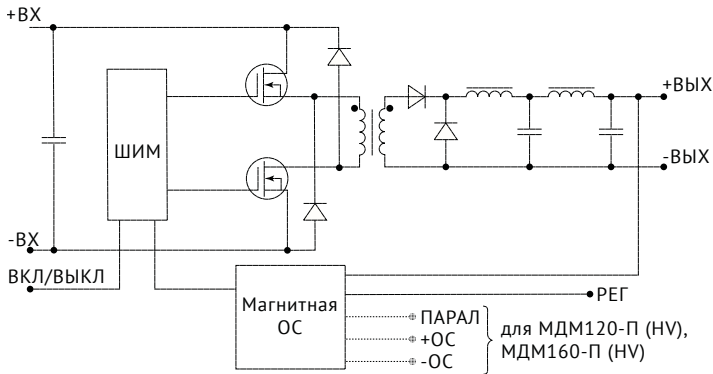 +ВХ
+ВЫХ
ШИМ
-ВЫХ
-ВХ
ВКЛ/ВЫКЛ
Магнитная
ОС
РЕГ
ПАРАЛ
+ОС
-ОС
для МДМ120-П (HV),
МДМ160-П (HV)